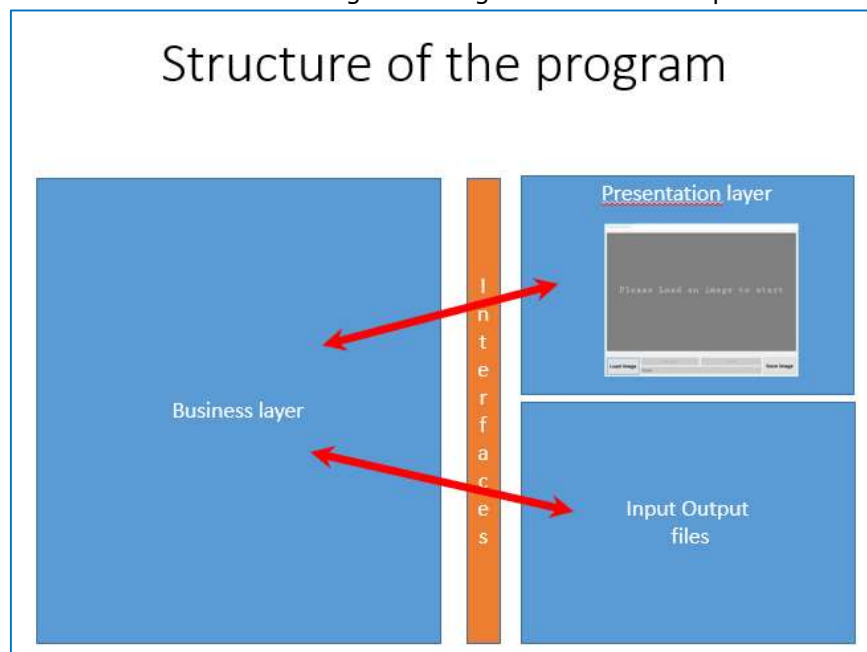 Structure of the program
Presentation layer
Please Load an image to start
Load Image
Save Image
Interfaces
Business layer
Input Output
files